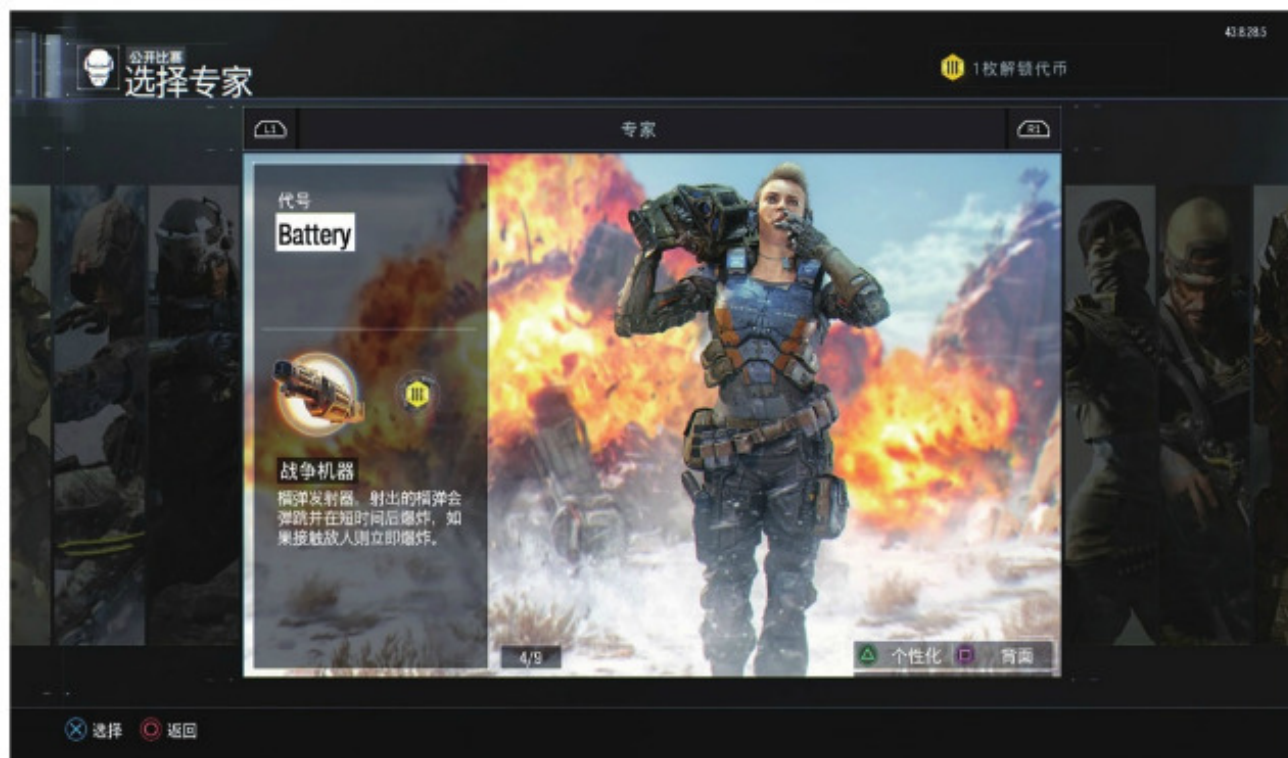 43.8.28.5
公开比赛
选择专家
1枚解锁代币
L1
专家
R1
代号
Battery
战争机器
榴弹发射器。射出的榴弹会
弹跳并在短时间后爆炸，如
果接触敌人则立即爆炸。
4/9
个性化
背面
选择
返回